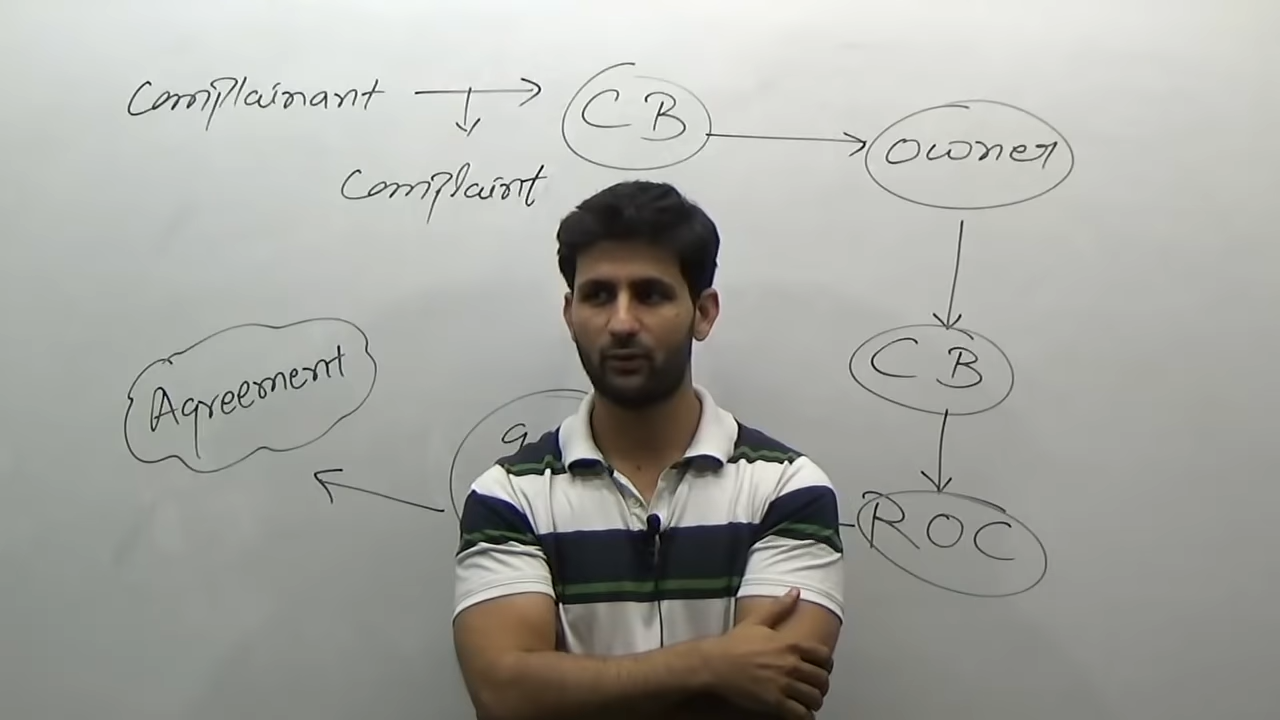 Complainant
CB
Owner
Complaint
Agreement
CB
ROC